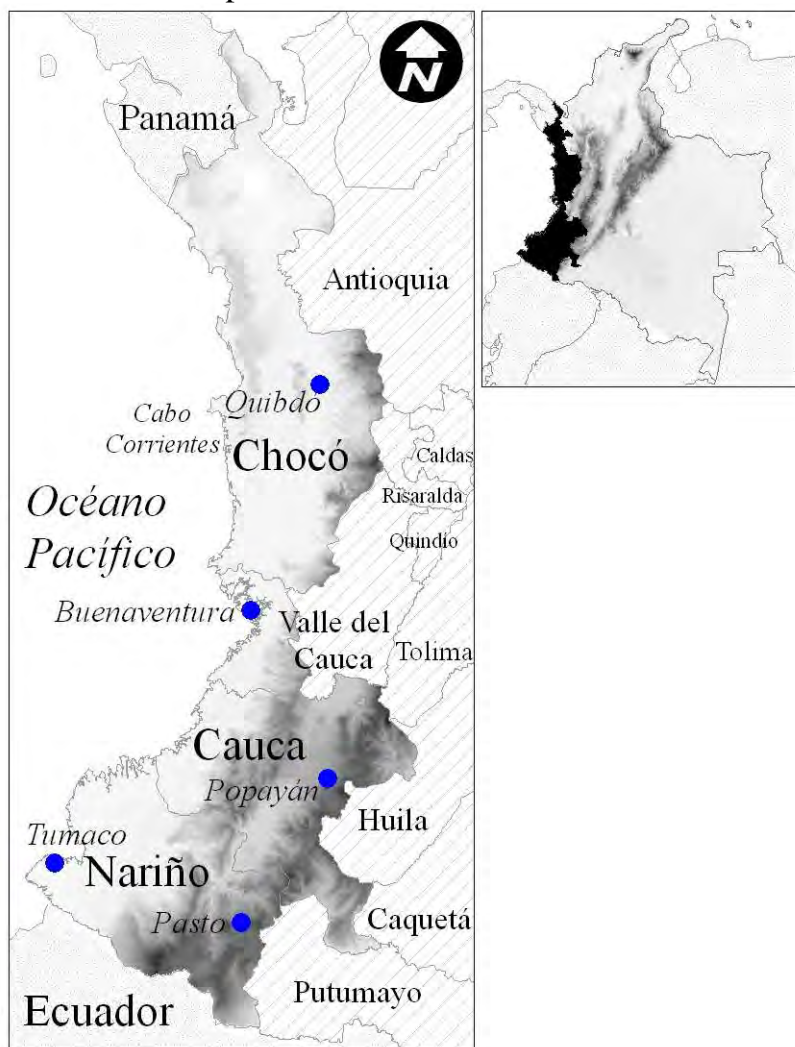 N
Panamá
Antioquia
Quibdó
Cabo
Corrientes
Chocó
Caldas
Risaralda
Océano
Pacífico
Quindío
Buenaventura
Valle del
Cauca
Tolima
Cauca
Popayán
Huila
Tumaco
Nariño
Pasto
Caquetá
Putumayo
Ecuador